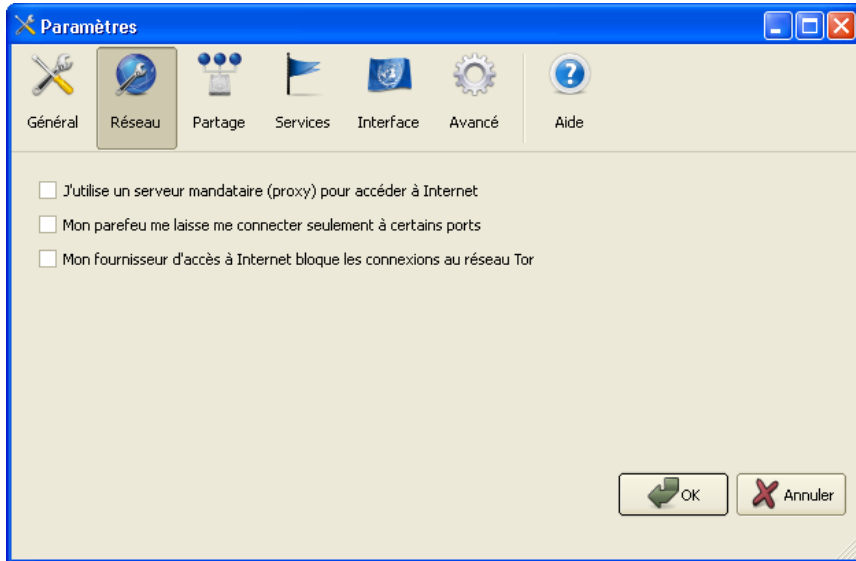 Paramètres
Général Réseau Partage Services Interface Avancé Aide
J'utilise un serveur mandataire (proxy) pour accéder à Internet
Mon parefeu me laisse me connecter seulement à certains ports
Mon fournisseur d'accès à Internet bloque les connexions au réseau Tor
OK Annuler